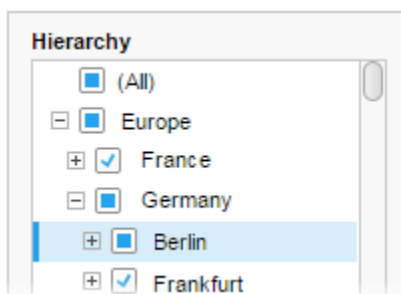 Hierarchy
(All)
Europe
France
Germany
Berlin
Frankfurt